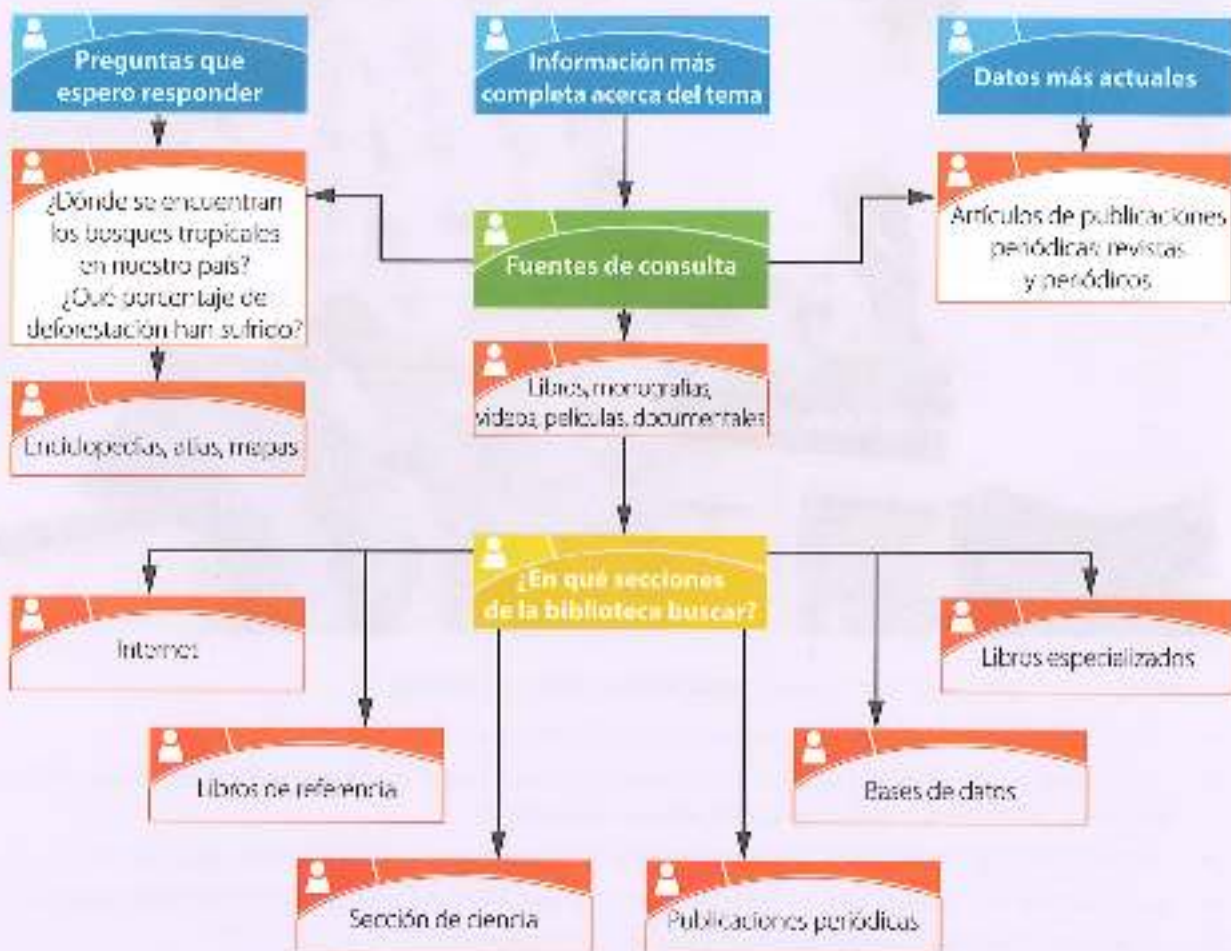 Preguntas que
espero responder
Información más
completa acerca del tema
Datos más actuales
¿Dónde se encuentran
los bosques tropicales
en nuestro país?
¿Qué porcentaje de
deforestación han sufrido?
Fuentes de consulta
Artículos de publicaciones
periódicas revistas
y periódicos
Enciclopedias, atlas, mapas
Libros, monografías,
videos, películas, documentales
¿En qué secciones
de la biblioteca buscar?
Internet
Libros especializados
Libros de referencia
Bases de datos
Sección de ciencia
Publicaciones periódicas